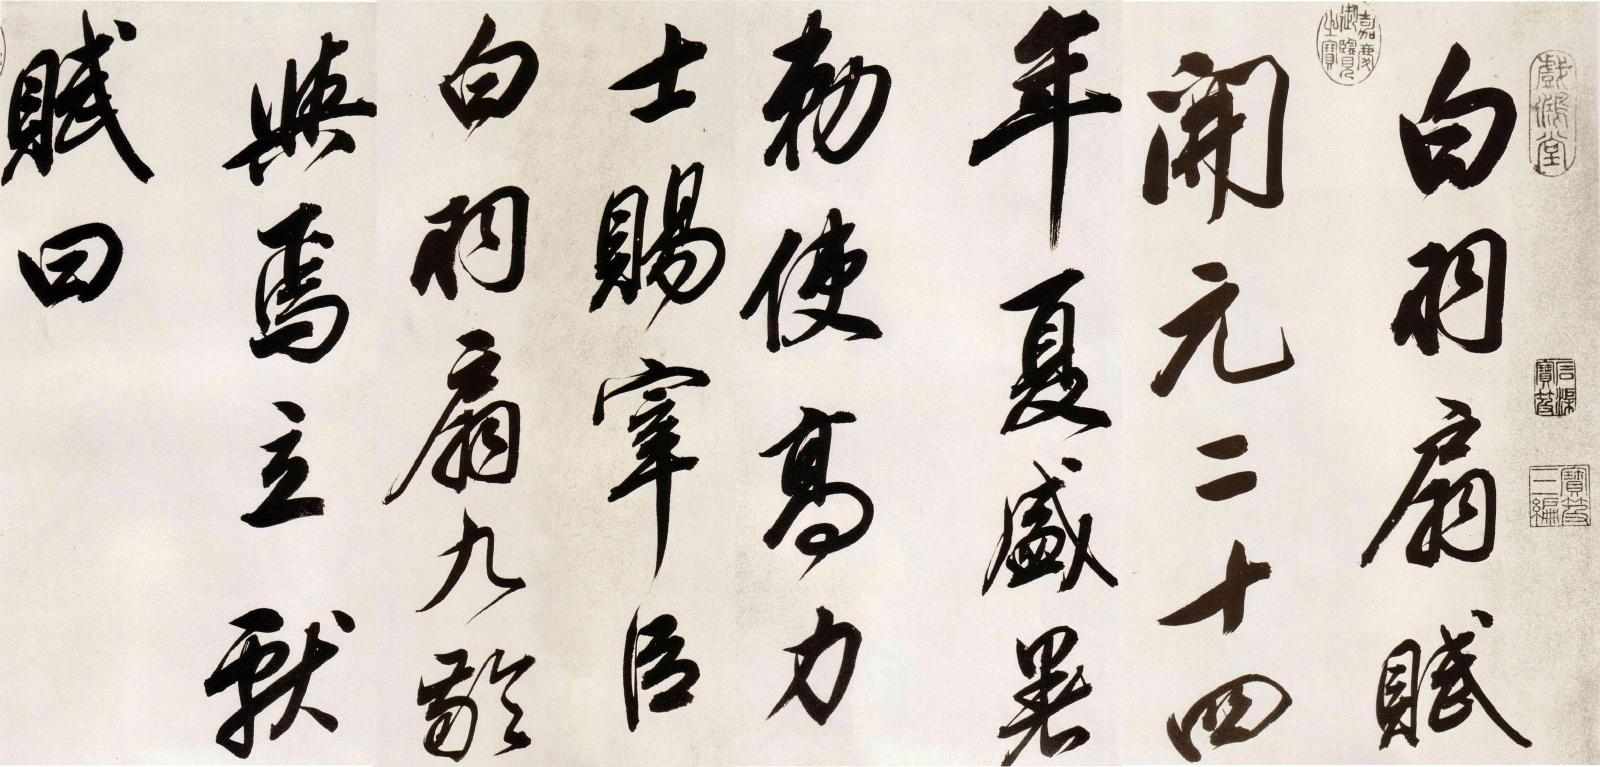 戲鴻堂
石渠寶笈
寶笈三編
白羽扇賦
嘉慶御覽之寶
開元二十四
年夏盛暑
勅使高力
士賜宰臣
白羽扇九齡
與焉立獻
賦曰